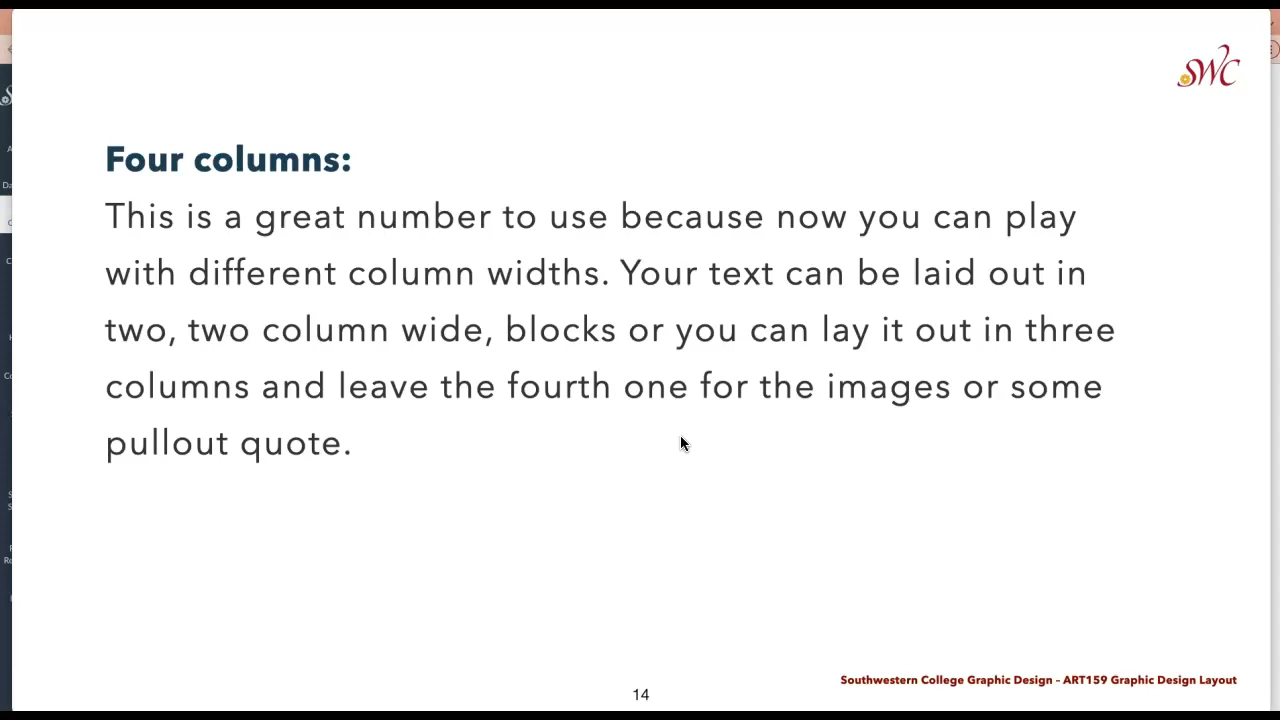 SWC
Four columns:
This is a great number to use because now you can play
with different column widths. Your text can be laid out in
two, two column wide, blocks or you can lay it out in three
columns and leave the fourth one for the images or some
pullout quote.
Southwestern College Graphic Design – ART159 Graphic Design Layout
14